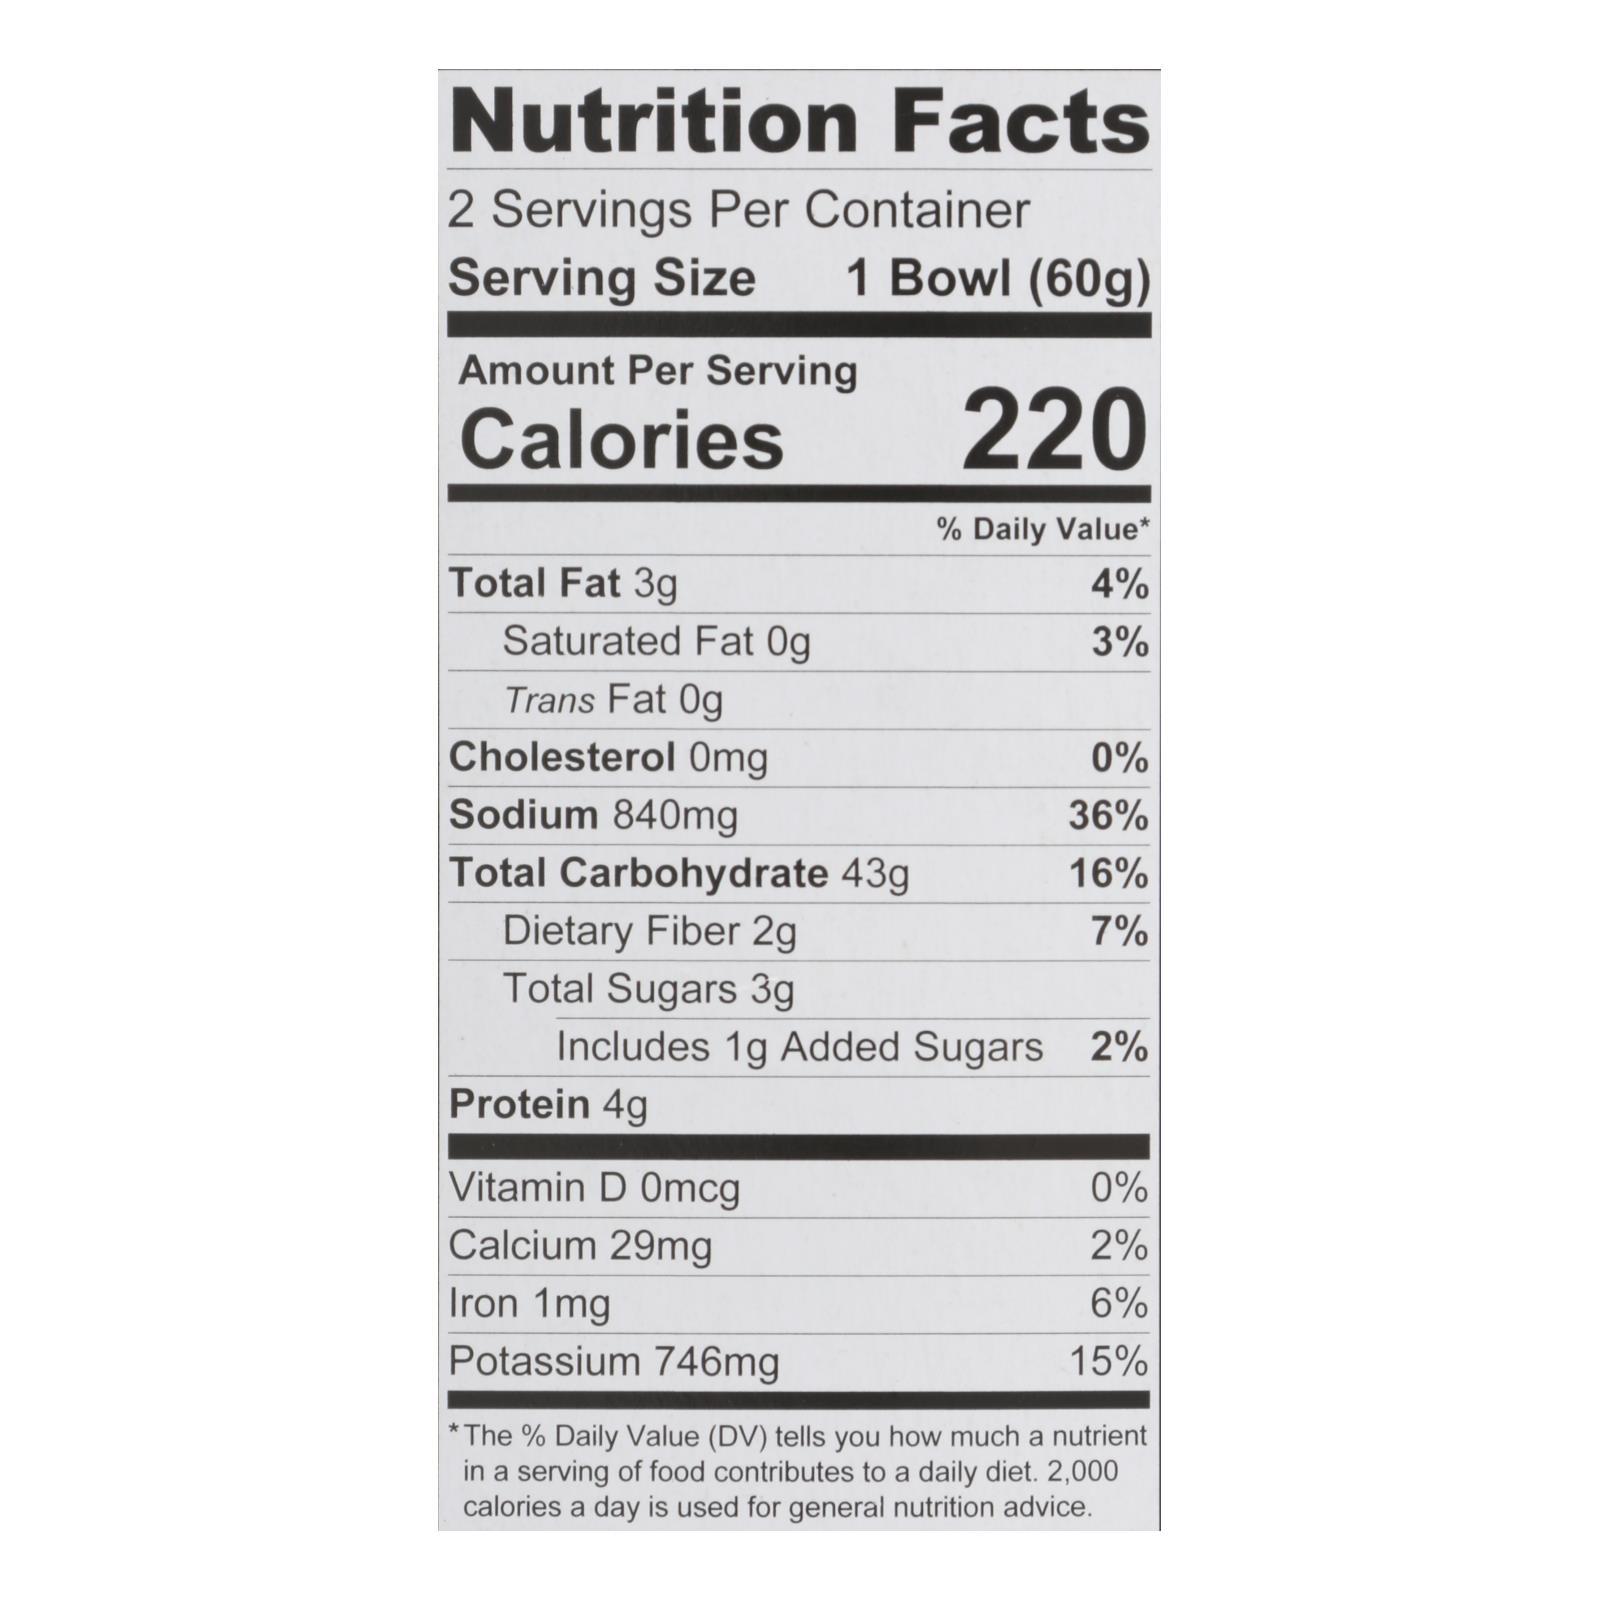 Nutrition Facts
2 Servings Per Container
Serving Size 1 Bowl (60g)
Amount Per Serving
Calories 220
% Daily Value*
Total Fat 3g 4%
Saturated Fat 0g 3%
Trans Fat 0g
Cholesterol 0mg 0%
Sodium 840mg 36%
Total Carbohydrate 43g 16%
Dietary Fiber 2g 7%
Total Sugars 3g
Includes 1g Added Sugars 2%
Protein 4g
Vitamin D 0mcg 0%
Calcium 29mg 2%
Iron 1mg 6%
Potassium 746mg 15%
* The % Daily Value (DV) tells you how much a nutrient
in a serving of food contributes to a daily diet. 2,000
calories a day is used for general nutrition advice.